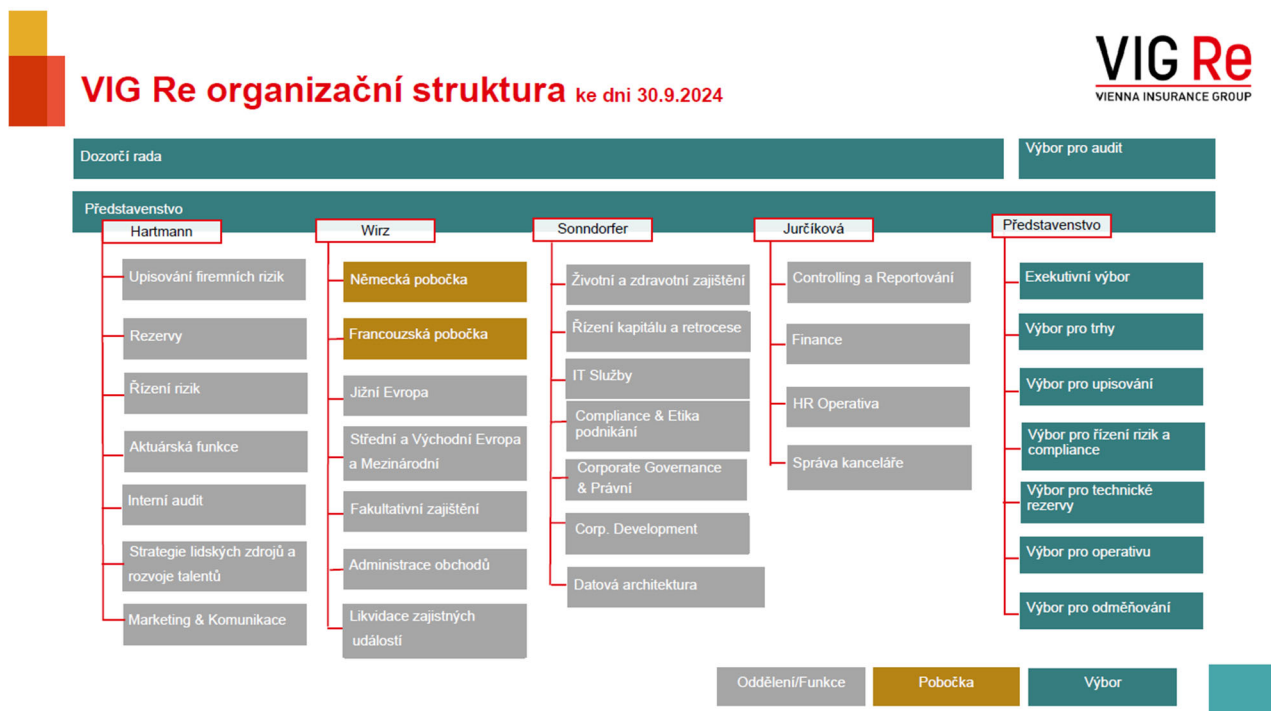 VIG Re
VIENNA INSURANCE GROUP
VIG Re organizační struktura ke dni 30.9.2024
Dozorčí rada
Výbor pro audit
Představenstvo
Hartmann
Upisování firemních rizik
Rezervy
Řízení rizik
Aktuárská funkce
Interní audit
Strategie lidských zdrojů a
rozvoje talentů
Marketing & Komunikace
Wirz
Německá pobočka
Francouzská pobočka
Jižní Evropa
Střední a Východní Evropa
a Mezinárodní
Fakultativní zajištění
Administrace obchodů
Likvidace zajistných
událostí
Sonndorfer
Životní a zdravotní zajištění
Řízení kapitálu a retrocese
IT Služby
Compliance & Etika
podnikání
Corporate Governance
& Právní
Corp. Development
Datová architektura
Jurčíková
Controlling a Reportování
Finance
HR Operativa
Správa kanceláře
Představenstvo
Exekutivní výbor
Výbor pro trhy
Výbor pro upisování
Výbor pro řízení rizik a
compliance
Výbor pro technické
rezervy
Výbor pro operativu
Výbor pro odměňování
Oddělení/Funkce
Pobočka
Výbor